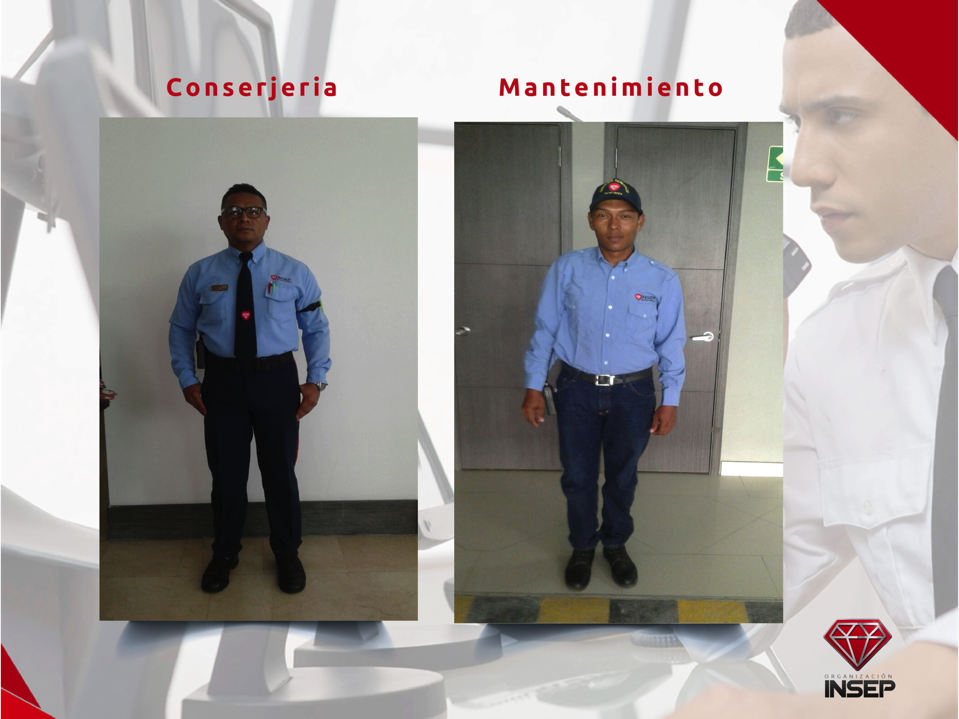 Conserjeria
Mantenimiento
ORGANIZACIÓN
INSEP